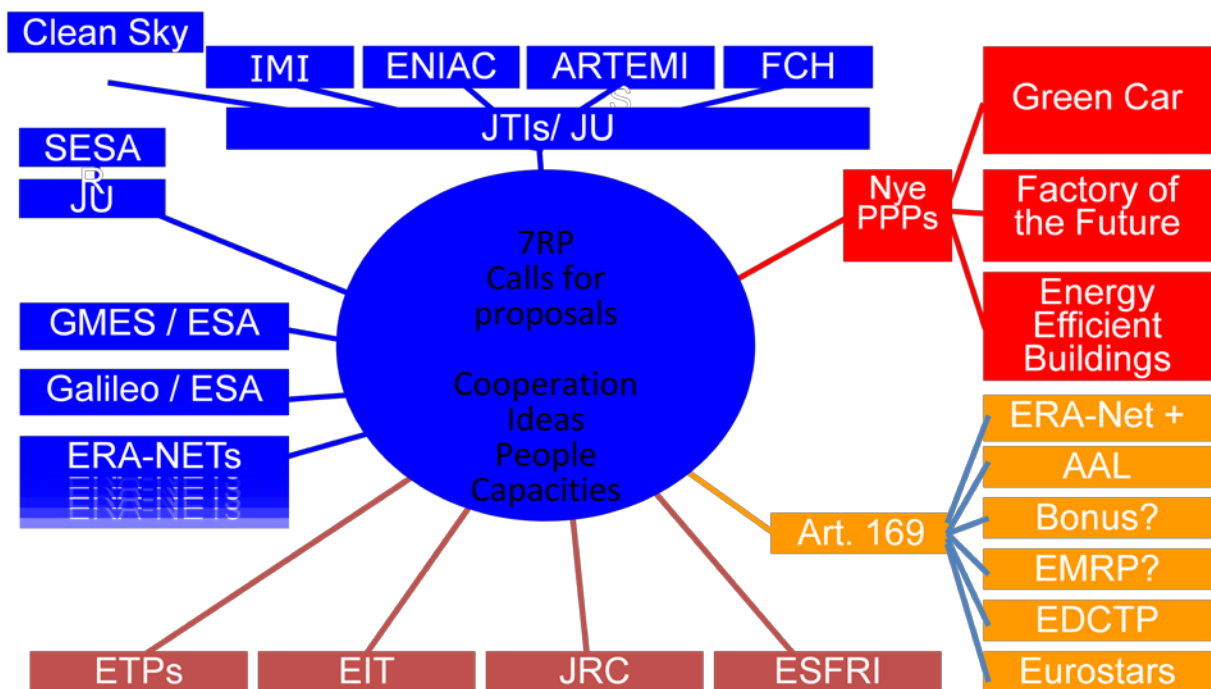 Clean Sky
IMI
ENIAC
ARTEMI
S
FCH
JTIs/ JU
SESA
R
JU
GMES / ESA
Galileo / ESA
ERA-NETs
7RP
Calls for
proposals
Cooperation
Ideas
People
Capacities
Nye
PPPs
Green Car
Factory of
the Future
Energy
Efficient
Buildings
Art. 169
ERA-Net +
AAL
Bonus?
EMRP?
EDCTP
Eurostars
ETPs
EIT
JRC
ESFRI